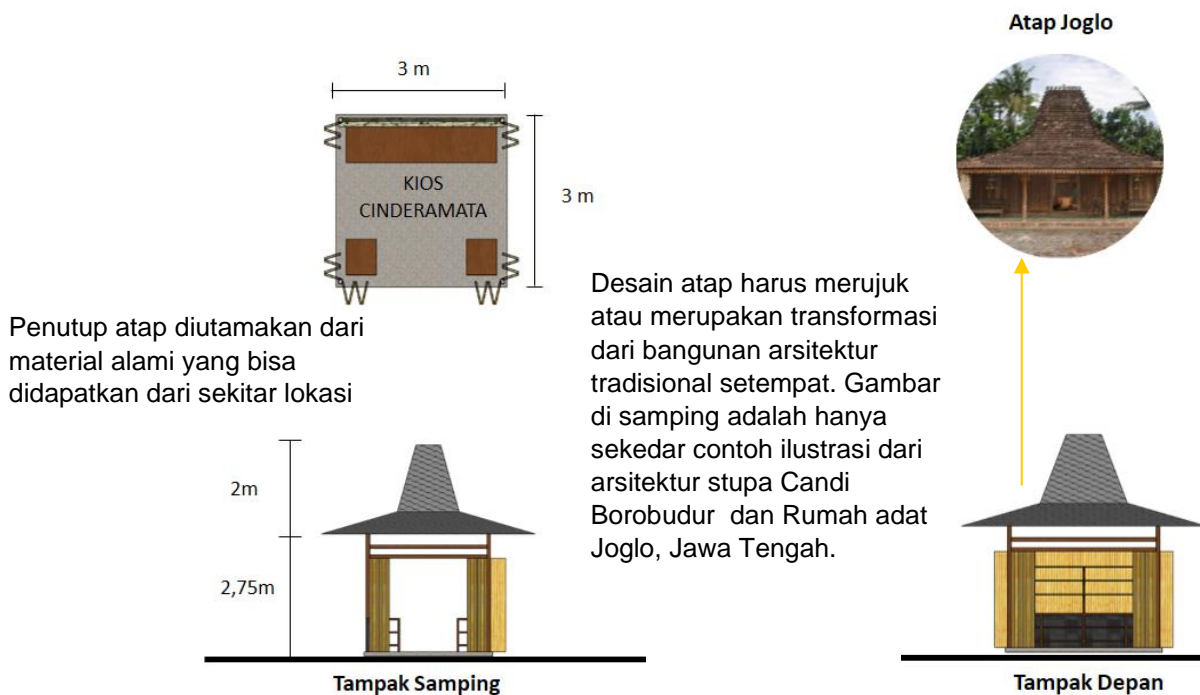 Atap Joglo
3 m
KIOS
CINDERAMATA
3 m
Penutup atap diutamakan dari
material alami yang bisa
didapatkan dari sekitar lokasi
Desain atap harus merujuk
atau merupakan transformasi
dari bangunan arsitektur
tradisional setempat. Gambar
di samping adalah hanya
sekedar contoh ilustrasi dari
arsitektur stupa Candi
Borobudur dan Rumah adat
Joglo, Jawa Tengah.
2m
2,75m
Tampak Samping
Tampak Depan